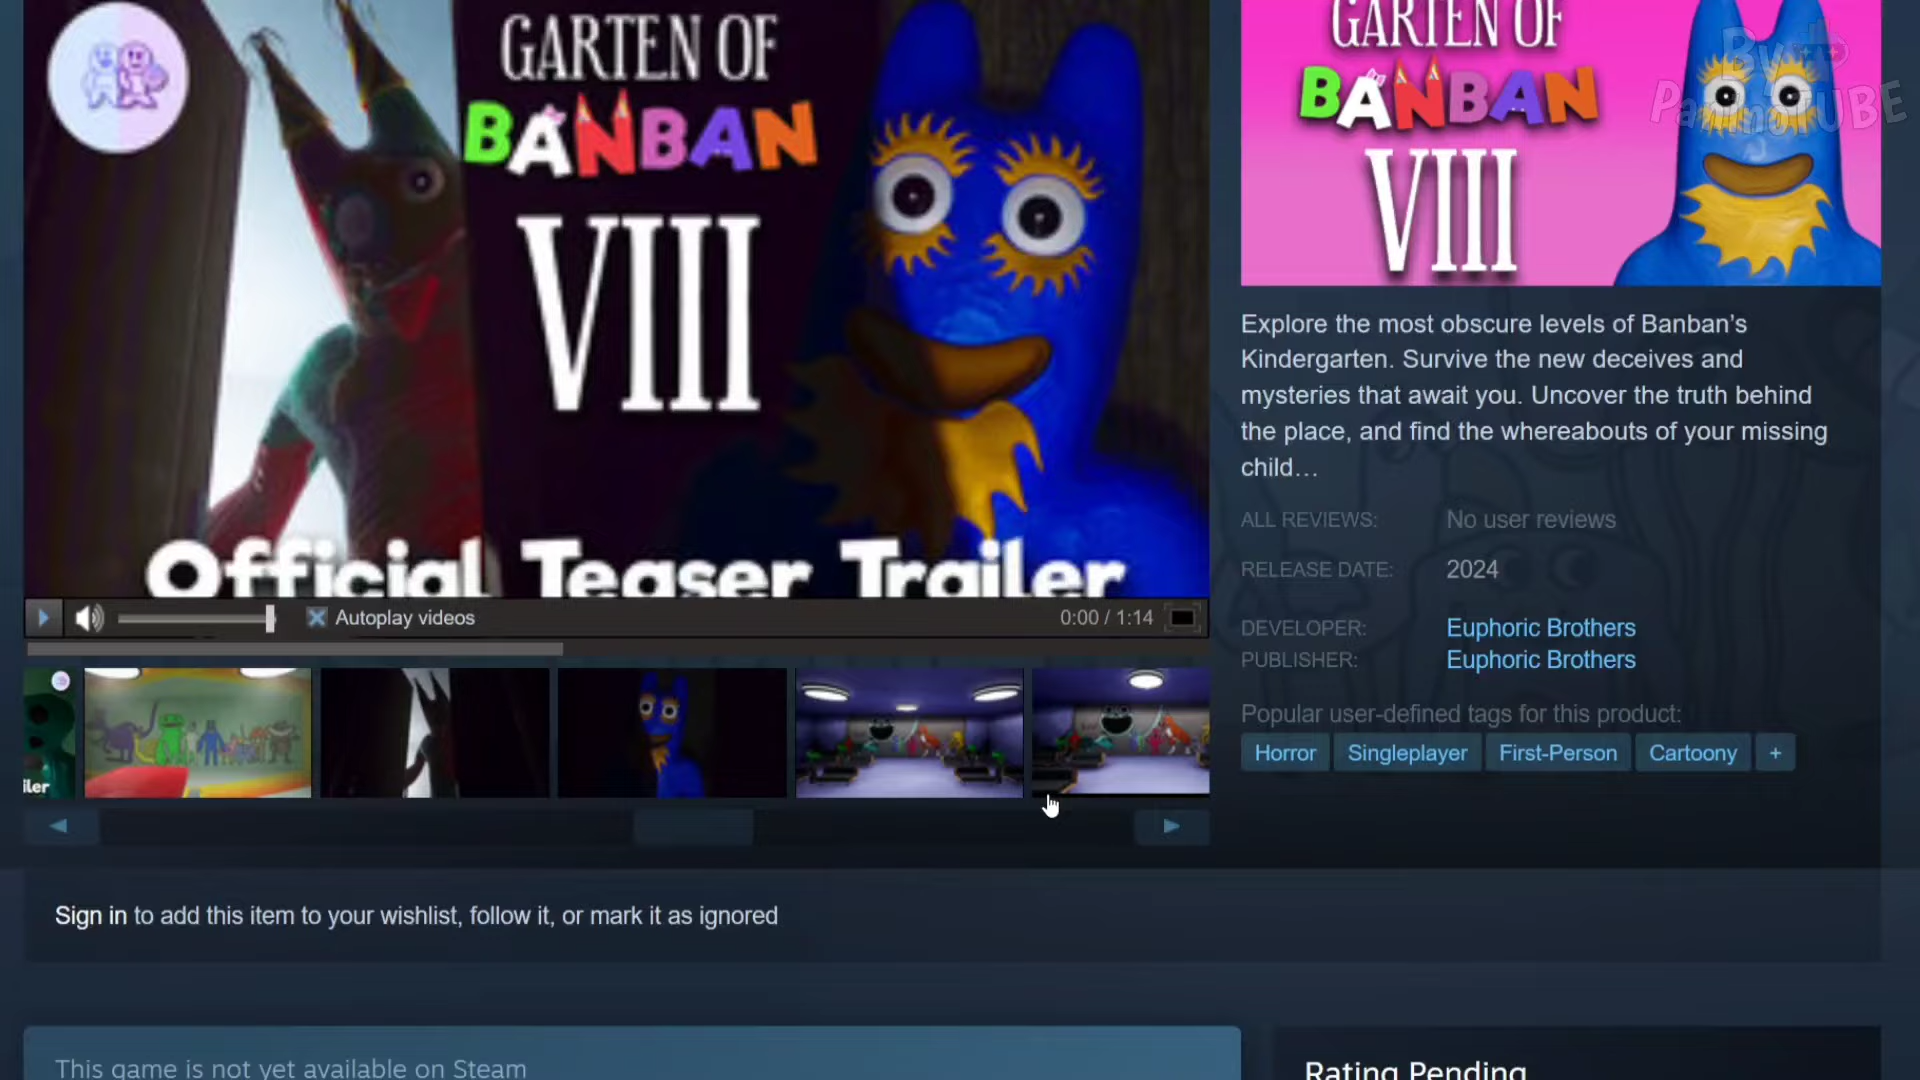 GARTEN OF
BANBAN
VIII
Official Teaser Trailer
GARTEN OF
BANBAN
VIII
By
Autoplay videos
0:00 / 1:14
iler
Explore the most obscure levels of Banban's
Kindergarten. Survive the new deceives and
mysteries that await you. Uncover the truth behind
the place, and find the whereabouts of your missing
child...
ALL REVIEWS: No user reviews
RELEASE DATE: 2024
DEVELOPER: Euphoric Brothers
PUBLISHER: Euphoric Brothers
Popular user-defined tags for this product:
Horror Singleplayer First-Person Cartoony +
Sign in to add this item to your wishlist, follow it, or mark it as ignored
This game is not yet available on Steam
Rating Pending